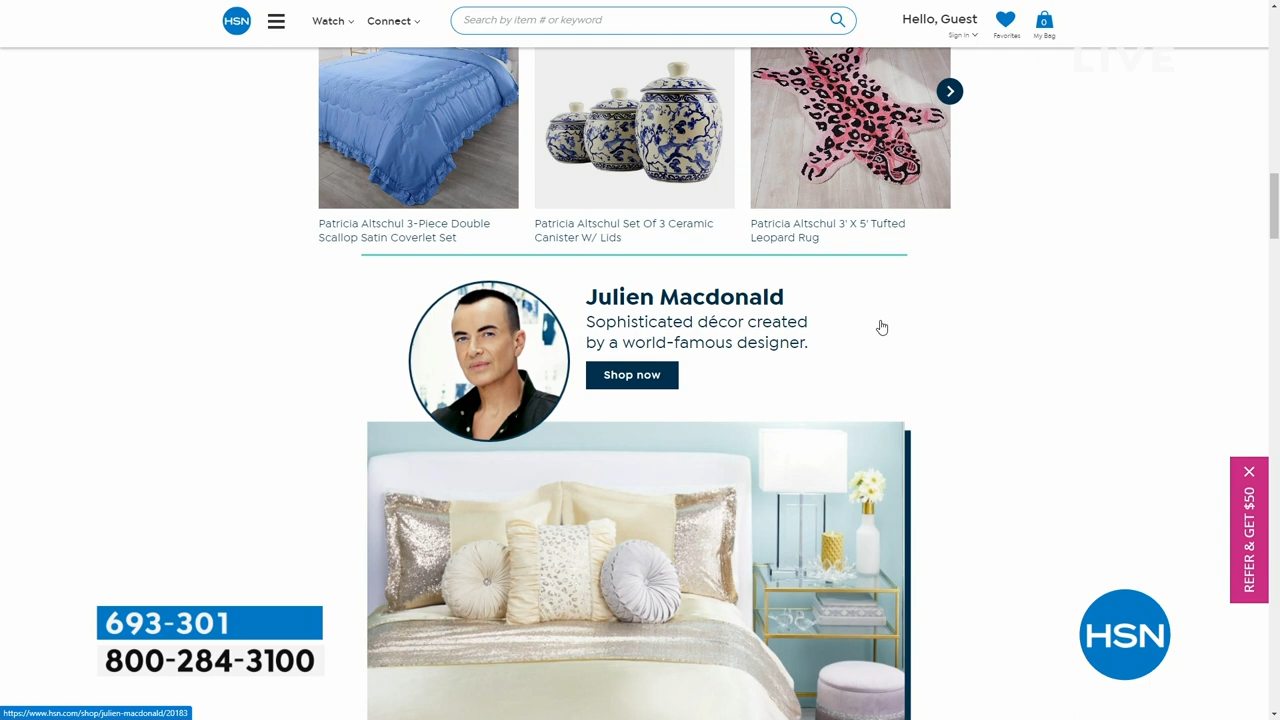 HSN
Watch
Connect
Search by item # or keyword
Hello, Guest
Sign In
Favorites
0
My Bag
LIVE
Patricia Altschul 3-Piece Double
Scallop Satin Coverlet Set
Patricia Altschul Set Of 3 Ceramic
Canister W/ Lids
Patricia Altschul 3' X 5' Tufted
Leopard Rug
Julien Macdonald
Sophisticated décor created
by a world-famous designer.
Shop now
REFER & GET $50
693-301
800-284-3100
HSN
https://www.hsn.com/shop/julien-macdonald/20183